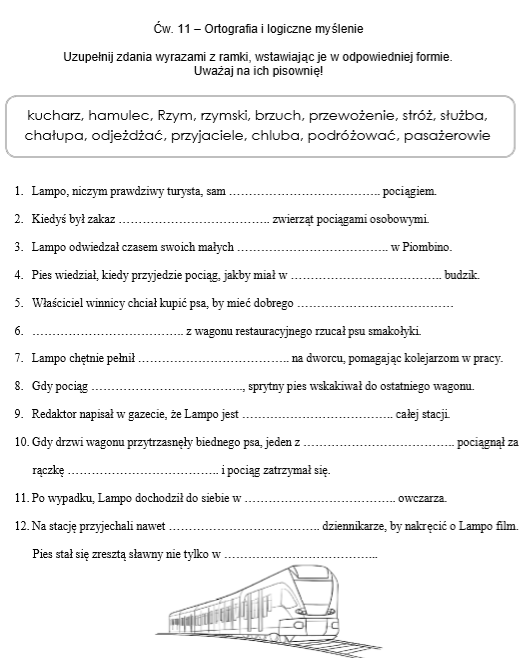 Ćw. 11 – Ortografia i logiczne myślenie
Uzupełnij zdania wyrazami z ramki, wstawiając je w odpowiedniej formie.
Uważaj na ich pisownię!
kucharz, hamulec, Rzym, rzymski, brzuch, przewożenie, stróż, służba,
chałupa, odjeżdżać, przyjaciele, chluba, podróżować, pasażerowie
1. Lampo, niczym prawdziwy turysta, sam ………………………………… pociągiem.
2. Kiedyś był zakaz ………………………………… zwierząt pociągami osobowymi.
3. Lampo odwiedzał czasem swoich małych ………………………………… w Piombino.
4. Pies wiedział, kiedy przyjedzie pociąg, jakby miał w ………………………………… budzik.
5. Właściciel winnicy chciał kupić psa, by mieć dobrego …………………………………
6. ………………………………… z wagonu restauracyjnego rzucał psu smakołyki.
7. Lampo chętnie pełnił ………………………………… na dworcu, pomagając kolejarzom w pracy.
8. Gdy pociąg …………………………………, sprytny pies wskakiwał do ostatniego wagonu.
9. Redaktor napisał w gazecie, że Lampo jest ………………………………… całej stacji.
10. Gdy drzwi wagonu przytrzasnęły biednego psa, jeden z ………………………………… pociągnął za
rączkę ………………………………… i pociąg zatrzymał się.
11. Po wypadku, Lampo dochodził do siebie w ………………………………… owczarza.
12. Na stację przyjechali nawet ………………………………… dziennikarze, by nakręcić o Lampo film.
Pies stał się zresztą sławny nie tylko w …………………………………